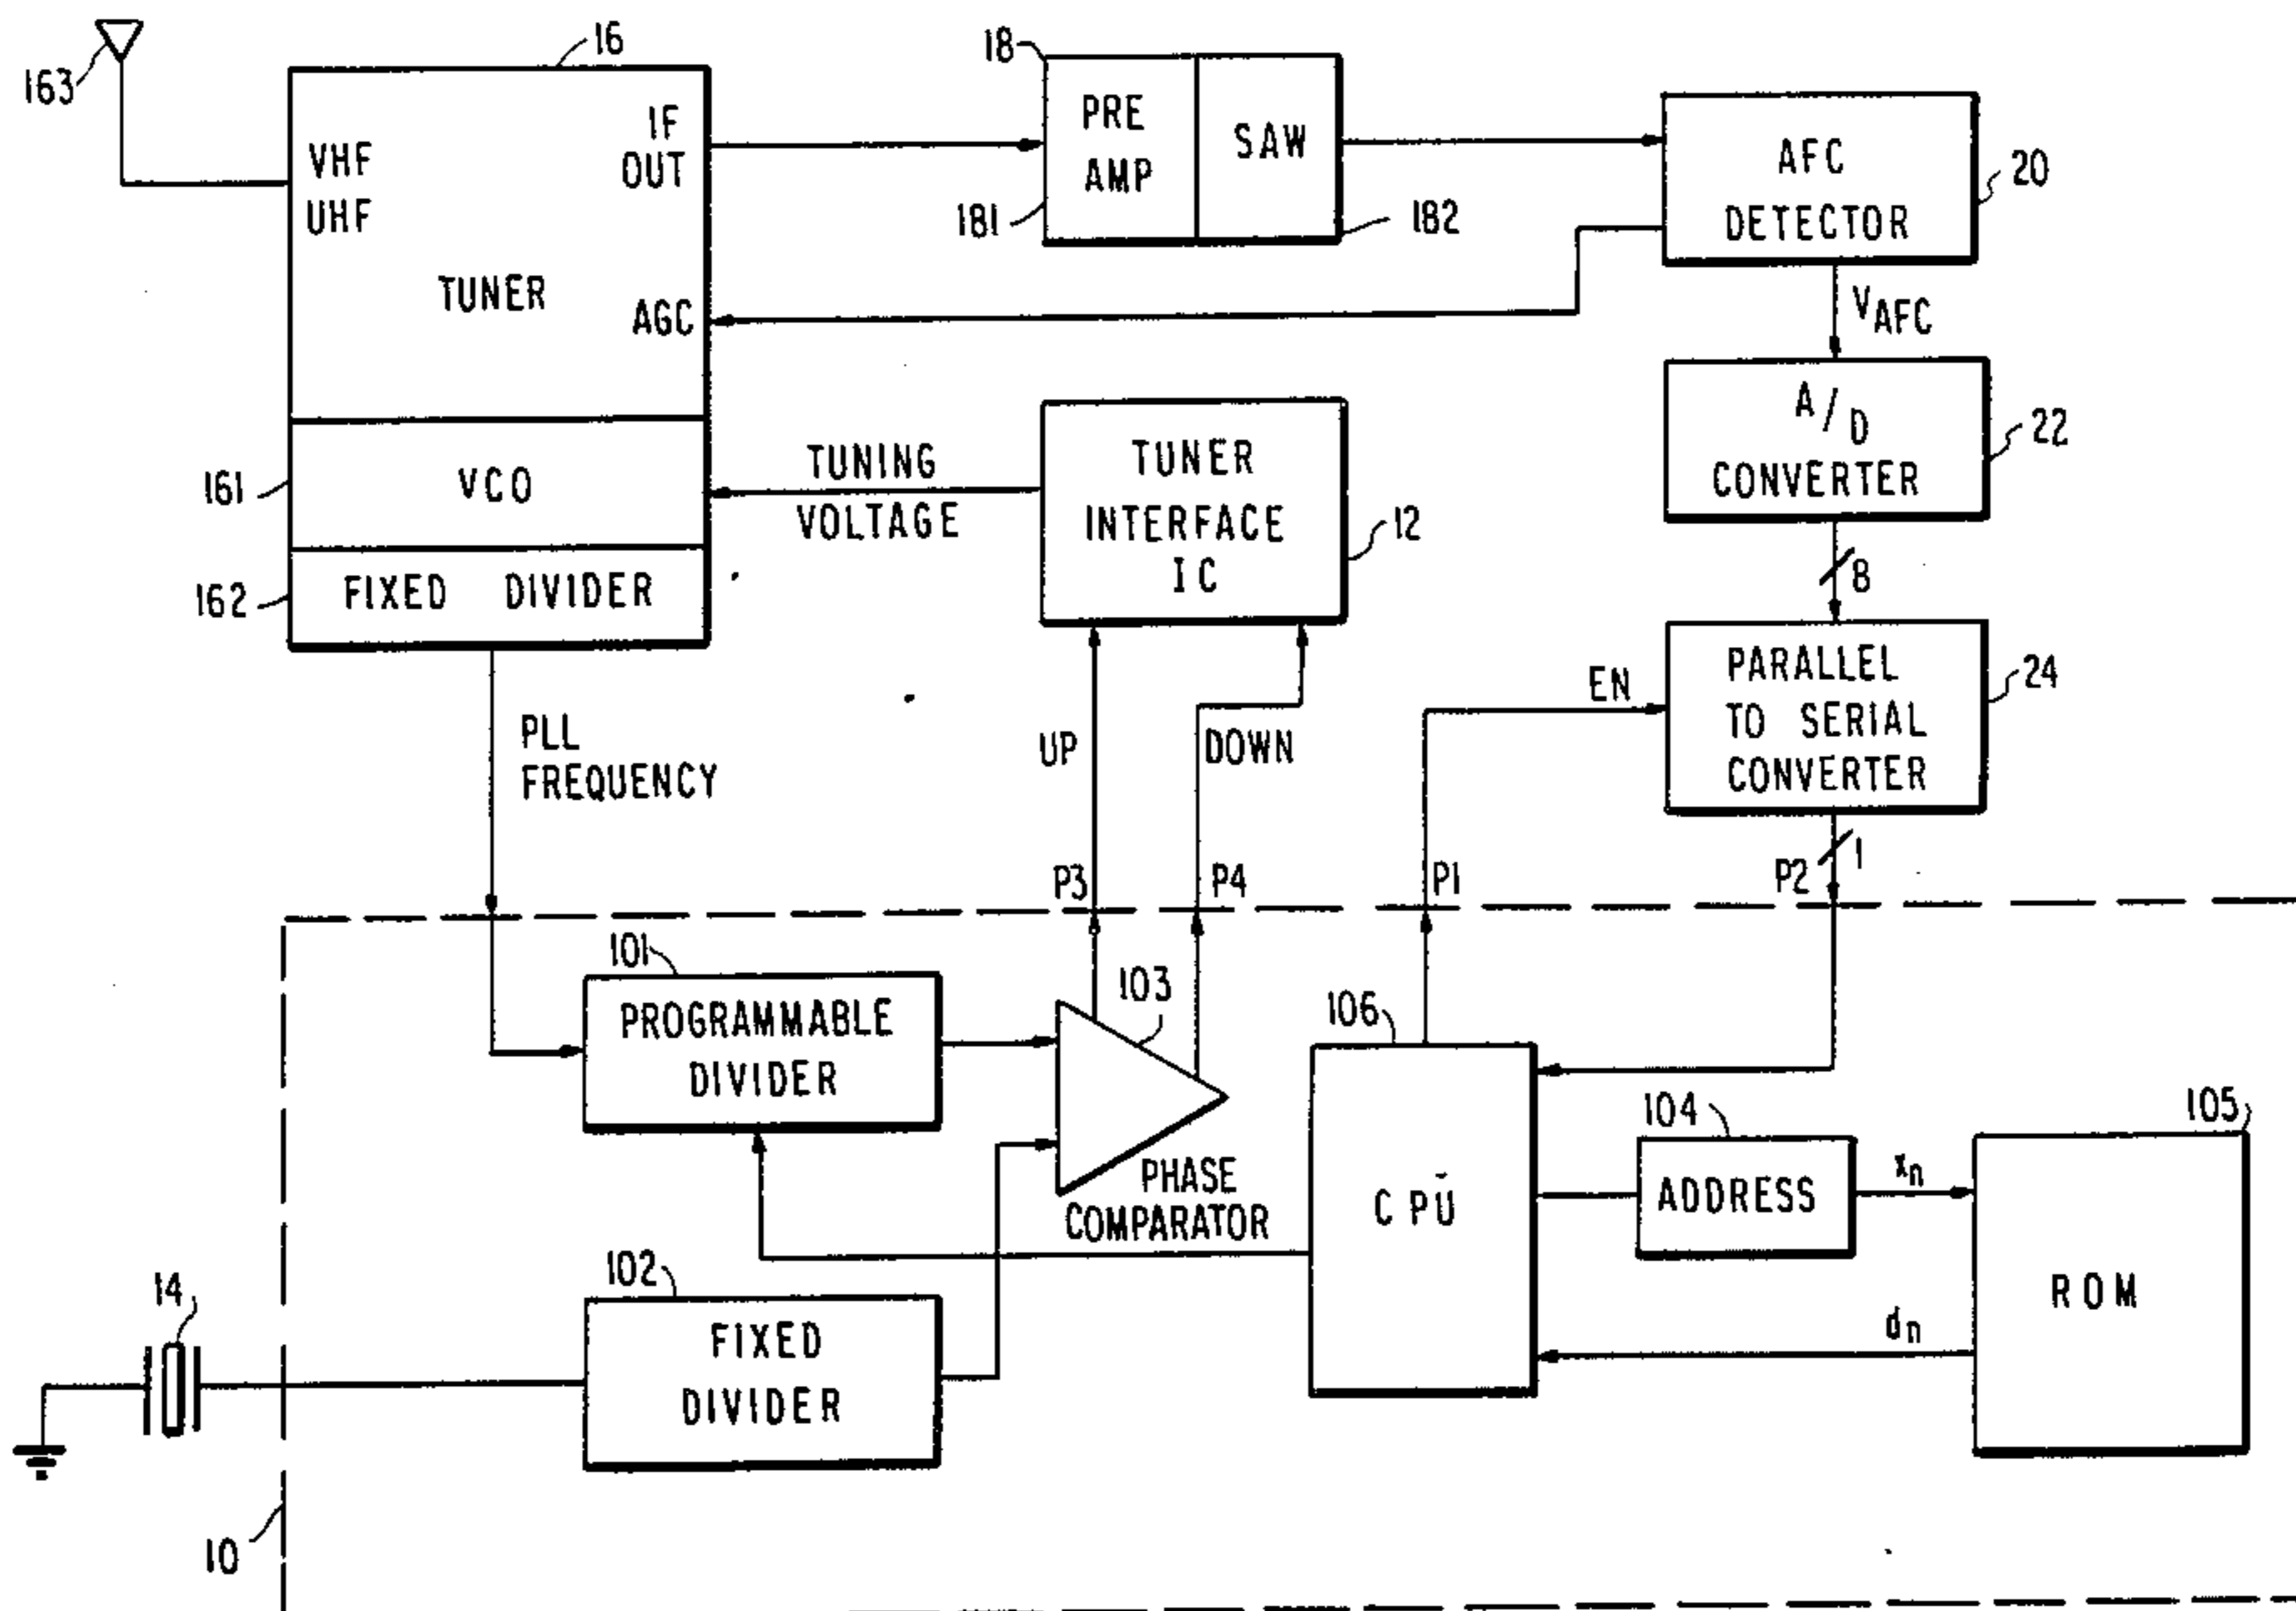 163
16
VHF
UHF
IF
OUT
TUNER
AGC
161
VCO
162
FIXED DIVIDER
18
PRE
AMP
SAW
181
182
AFC
DETECTOR
20
VAFC
A/D
CONVERTER
22
8
TUNING
VOLTAGE
TUNER
INTERFACE
IC
12
PARALLEL
TO SERIAL
CONVERTER
24
EN
PLL
FREQUENCY
UP
DOWN
P3
P4
P1
P2
1
101
PROGRAMMABLE
DIVIDER
103
PHASE
COMPARATOR
106
CPU
104
ADDRESS
xn
105
ROM
dn
102
FIXED
DIVIDER
14
10